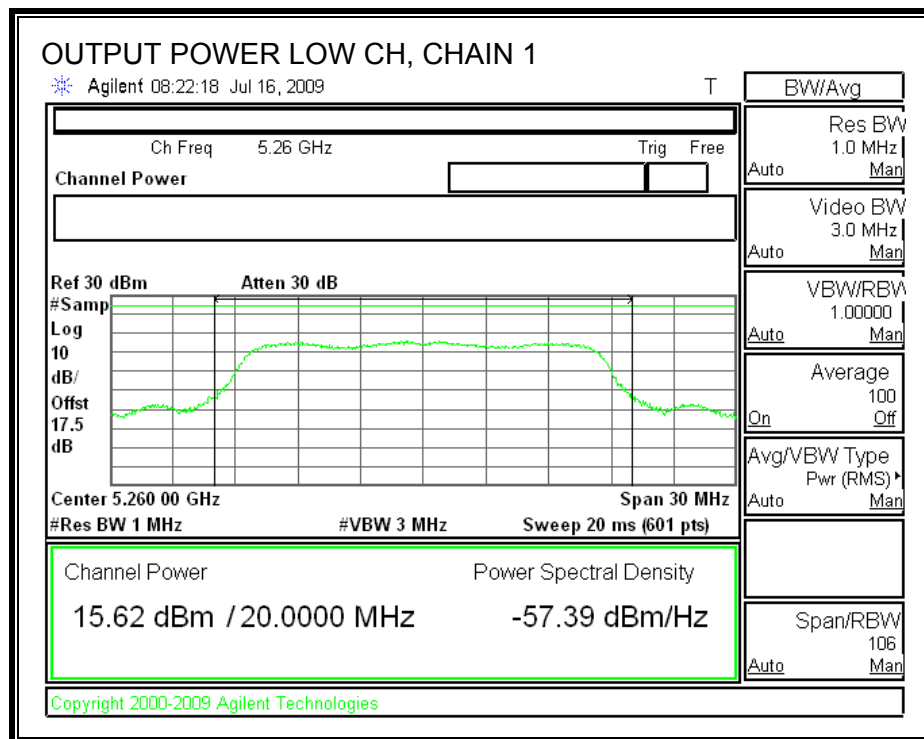 OUTPUT POWER LOW CH, CHAIN 1
Agilent 08:22:18 Jul 16, 2009 T
BW/Avg
Ch Freq 5.26 GHz Trig Free
Channel Power
Res BW
1.0 MHz
Auto Man
Video BW
3.0 MHz
Auto Man
VBW/RBW
1.00000
Auto Man
Average
100
On Off
Avg/VBW Type
Pwr (RMS)
Auto Man
Span/RBW
106
Auto Man
Ref 30 dBm Atten 30 dB
#Samp
Log
10
dB/
Offst
17.5
dB
Center 5.260 00 GHz Span 30 MHz
#Res BW 1 MHz #VBW 3 MHz Sweep 20 ms (601 pts)
Channel Power Power Spectral Density
15.62 dBm / 20.0000 MHz -57.39 dBm/Hz
Copyright 2000-2009 Agilent Technologies